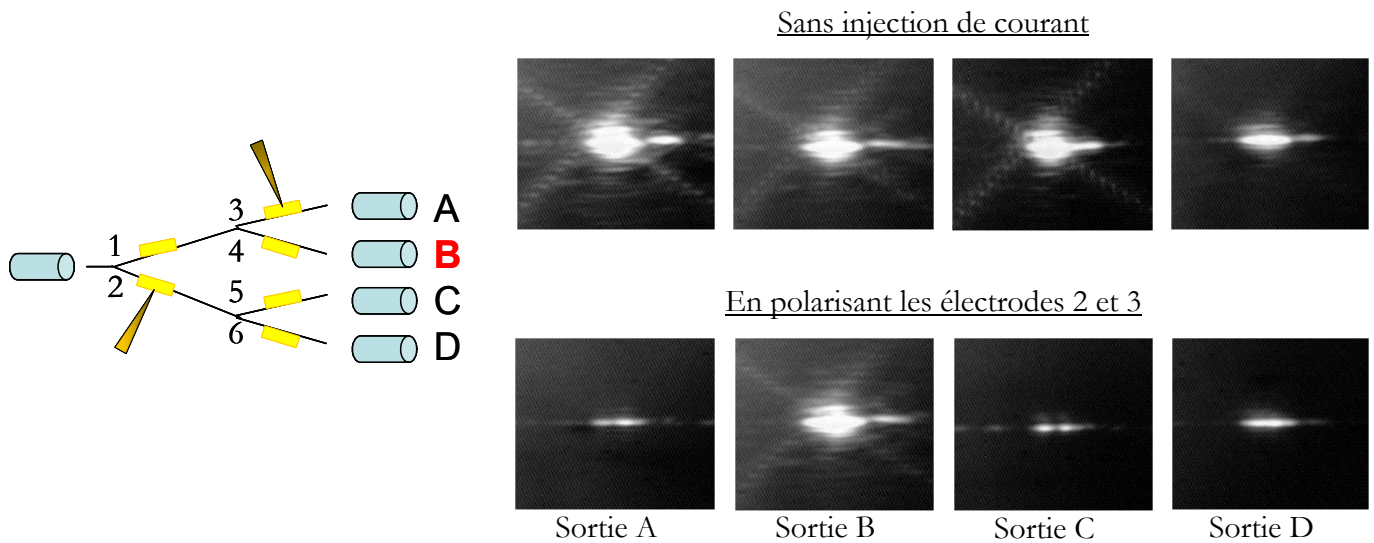 Sans injection de courant
3
A
1
4
B
2
5
C
6
D
En polarisant les électrodes 2 et 3
Sortie A
Sortie B
Sortie C
Sortie D